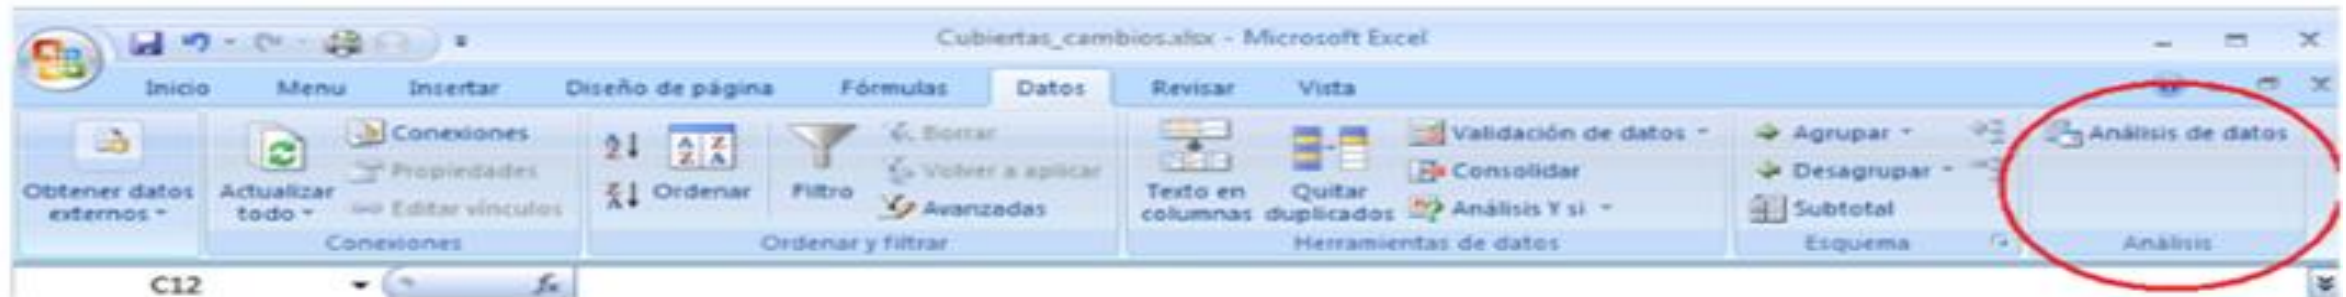 Cubiertas_cambios.xlsx - Microsoft Excel
Inicio Menu Insertar Diseño de página Fórmulas Datos Revisar Vista
Obtener datos externos
Actualizar todo
Conexiones
Propiedades
Editar vínculos
Conexiones
Ordenar
Filtro
Borrar
Volver a aplicar
Avanzadas
Ordenar y filtrar
Texto en columnas
Quitar duplicados
Validación de datos
Consolidar
Análisis Y si
Herramientas de datos
Agrupar
Desagrupar
Subtotal
Esquema
Análisis de datos
Análisis
C12 fx